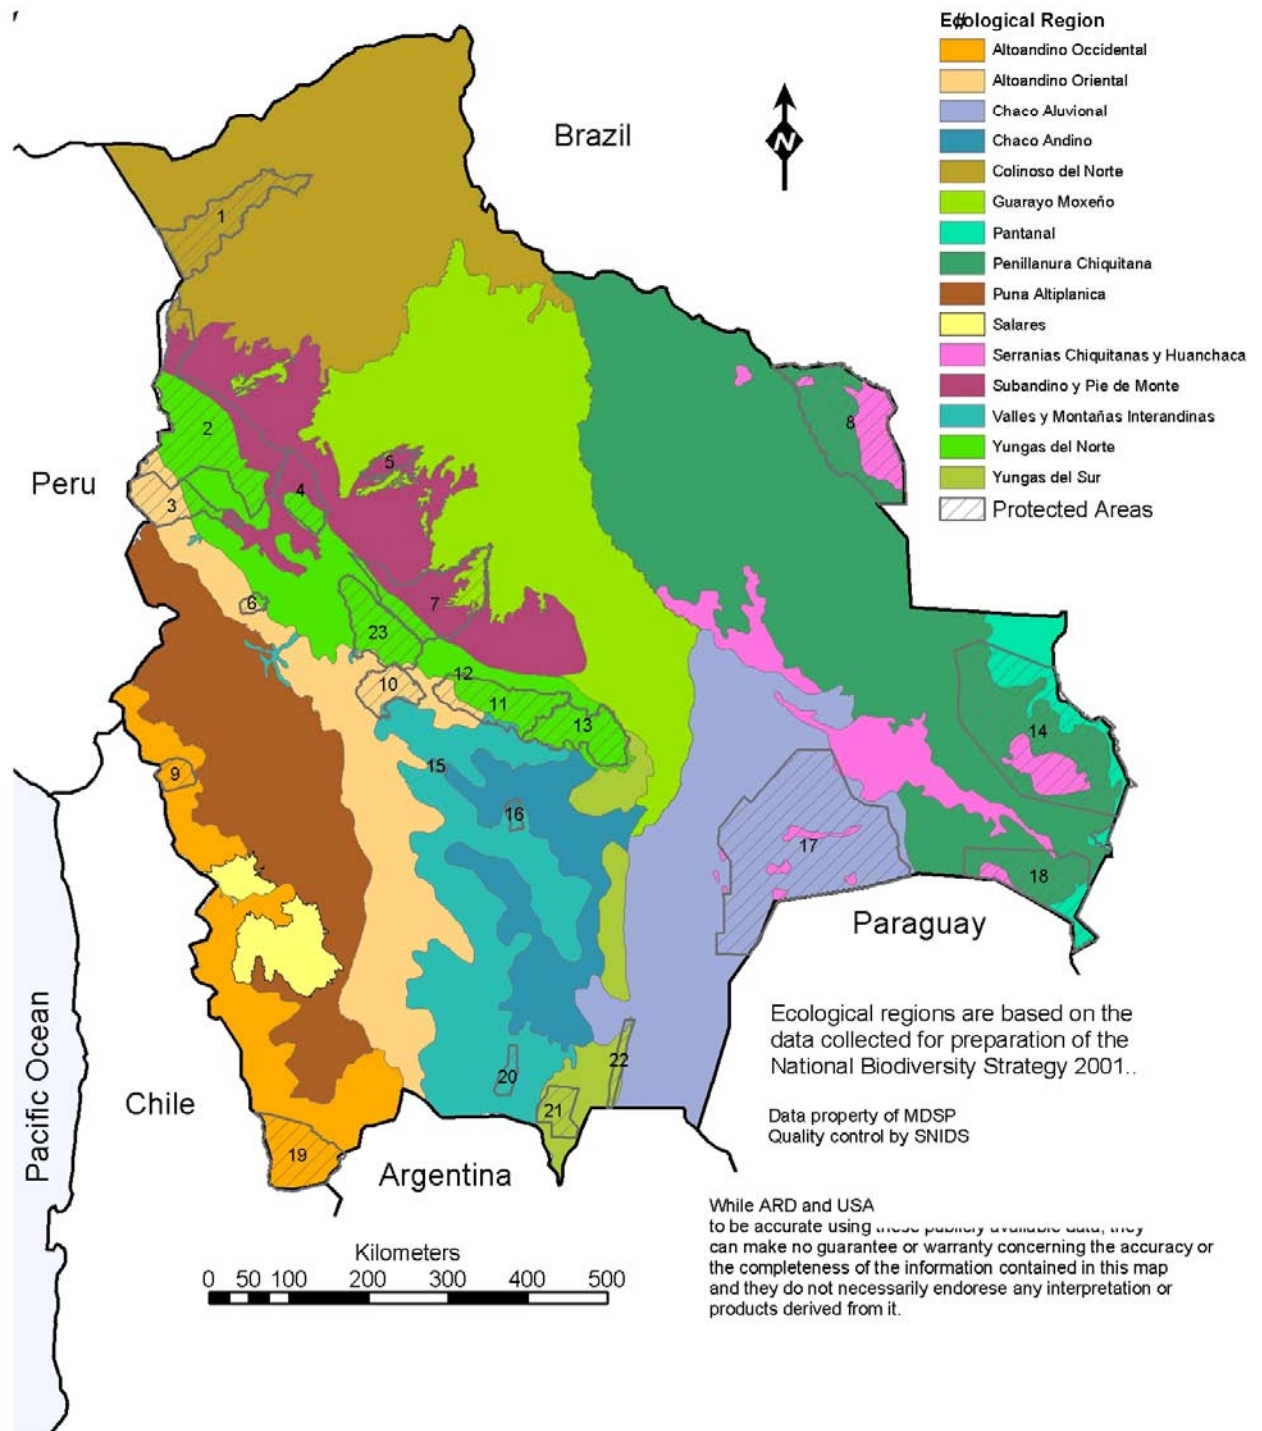 Ecological Region
Altoandino Occidental
Altoandino Oriental
Chaco Aluvional
Chaco Andino
Colinoso del Norte
Guarayo Moxeño
Pantanal
Penillanura Chiquitana
Puna Altiplanica
Salares
Serranias Chiquitanas y Huanchaca
Subandino y Pie de Monte
Valles y Montañas Interandinas
Yungas del Norte
Yungas del Sur
Protected Areas
Brazil
N
1
2
8
5
Peru
4
3
6
7
23
12
10
11
13
14
15
9
16
17
18
Paraguay
Ecological regions are based on the
data collected for preparation of the
National Biodiversity Strategy 2001..
Pacific Ocean
22
20
Chile
21
Data property of MDSP
Quality control by SNIDS
19
Argentina
While ARD and USA
to be accurate using these publicly available data, they
can make no guarantee or warranty concerning the accuracy or
the completeness of the information contained in this map
and they do not necessarily endorese any interpretation or
products derived from it.
Kilometers
0 50 100 200 300 400 500